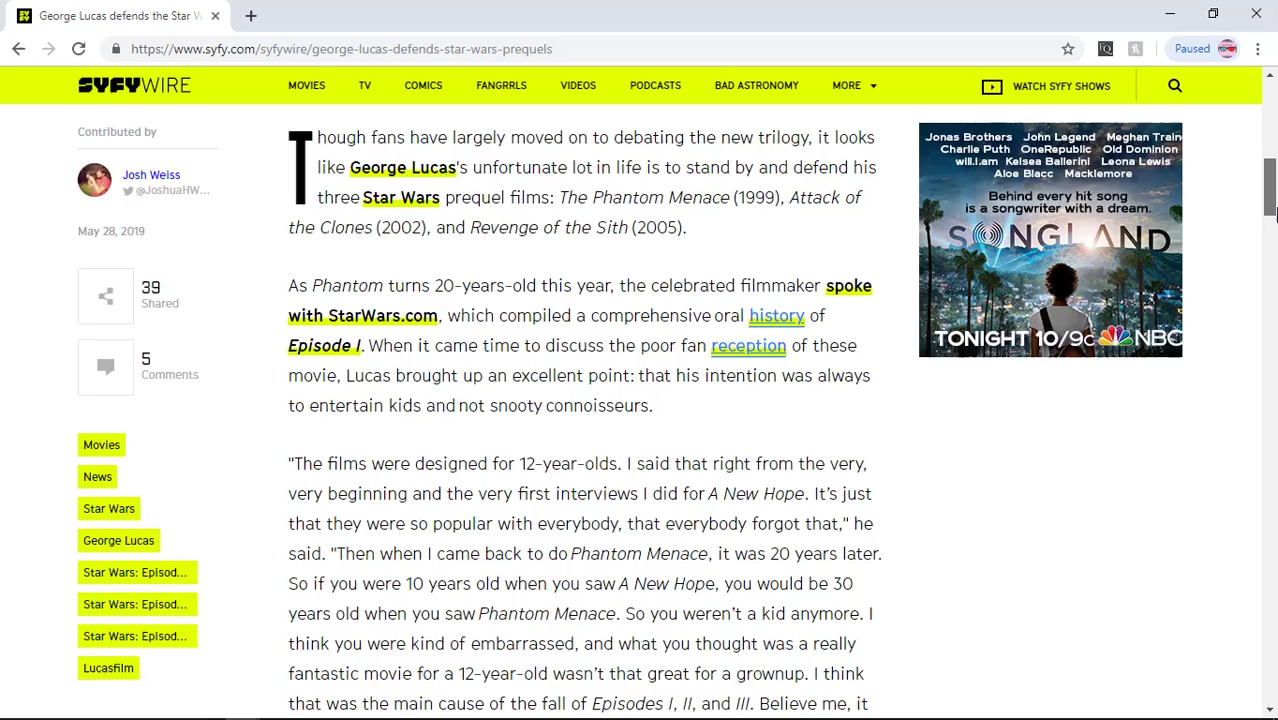 George Lucas defends the Star W
https://www.syfy.com/syfywire/george-lucas-defends-star-wars-prequels
Paused
SYFYWIRE
MOVIES
TV
COMICS
FANGRRLS
VIDEOS
PODCASTS
BAD ASTRONOMY
MORE
WATCH SYFY SHOWS
Contributed by
Josh Weiss
@JoshuaHW...
May 28, 2019
39
Shared
5
Comments
Movies
News
Star Wars
George Lucas
Star Wars: Episod...
Star Wars: Episod...
Star Wars: Episod...
Lucasfilm
Though fans have largely moved on to debating the new trilogy, it looks
like George Lucas's unfortunate lot in life is to stand by and defend his
three Star Wars prequel films: The Phantom Menace (1999), Attack of
the Clones (2002), and Revenge of the Sith (2005).
As Phantom turns 20-years-old this year, the celebrated filmmaker spoke
with StarWars.com, which compiled a comprehensive oral history of
Episode I. When it came time to discuss the poor fan reception of these
movie, Lucas brought up an excellent point: that his intention was always
to entertain kids and not snooty connoisseurs.
"The films were designed for 12-year-olds. I said that right from the very,
very beginning and the very first interviews I did for A New Hope. It's just
that they were so popular with everybody, that everybody forgot that," he
said. "Then when I came back to do Phantom Menace, it was 20 years later.
So if you were 10 years old when you saw A New Hope, you would be 30
years old when you saw Phantom Menace. So you weren't a kid anymore. I
think you were kind of embarrassed, and what you thought was a really
fantastic movie for a 12-year-old wasn't that great for a grownup. I think
that was the main cause of the fall of Episodes I, II, and III. Believe me, it
Jonas Brothers John Legend Meghan Train
Charlie Puth OneRepublic Old Dominion
will.i.am Kelsea Ballerini Leona Lewis
Aloe Blacc Macklemore
Behind every hit song
is a songwriter with a dream.
SONGLAND
TONIGHT 10/9c NBC